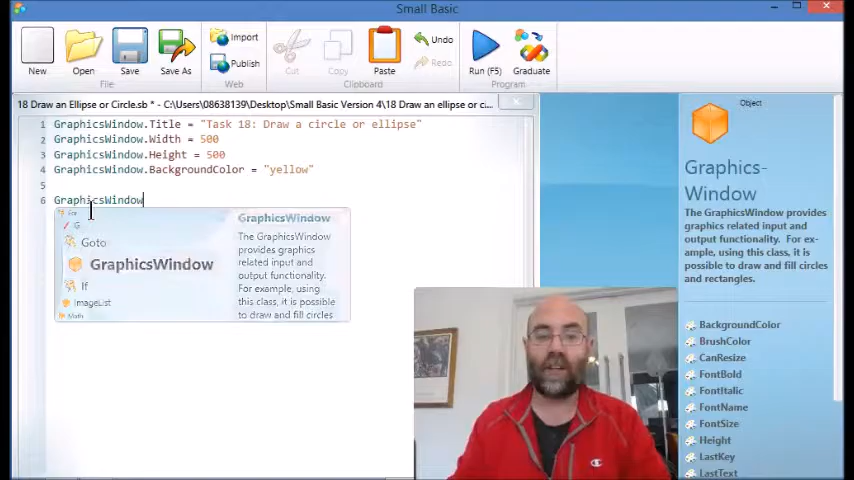 Small Basic
New
Open
Save
Save As
Import
Publish
Cut
Copy
Paste
Undo
Redo
Run (F5)
Graduate
File
Web
Clipboard
Program
18 Draw an Ellipse or Circle.sb * - C:\Users\08638139\Desktop\Small Basic Version 4\18 Draw an ellipse or ci...
1 GraphicsWindow.Title = "Task 18: Draw a circle or ellipse"
2 GraphicsWindow.Width = 500
3 GraphicsWindow.Height = 500
4 GraphicsWindow.BackgroundColor = "yellow"
5
6 GraphicsWindow
For
G
Goto
GraphicsWindow
If
ImageList
Math
GraphicsWindow
The GraphicsWindow
provides graphics
related input and
output functionality.
For example, using
this class, it is possible
to draw and fill circles
Object
Graphics-
Window
The GraphicsWindow provides
graphics related input and
output functionality. For ex-
ample, using this class, it is
possible to draw and fill circles
and rectangles.
BackgroundColor
BrushColor
CanResize
FontBold
FontItalic
FontName
FontSize
Height
LastKey
LastText